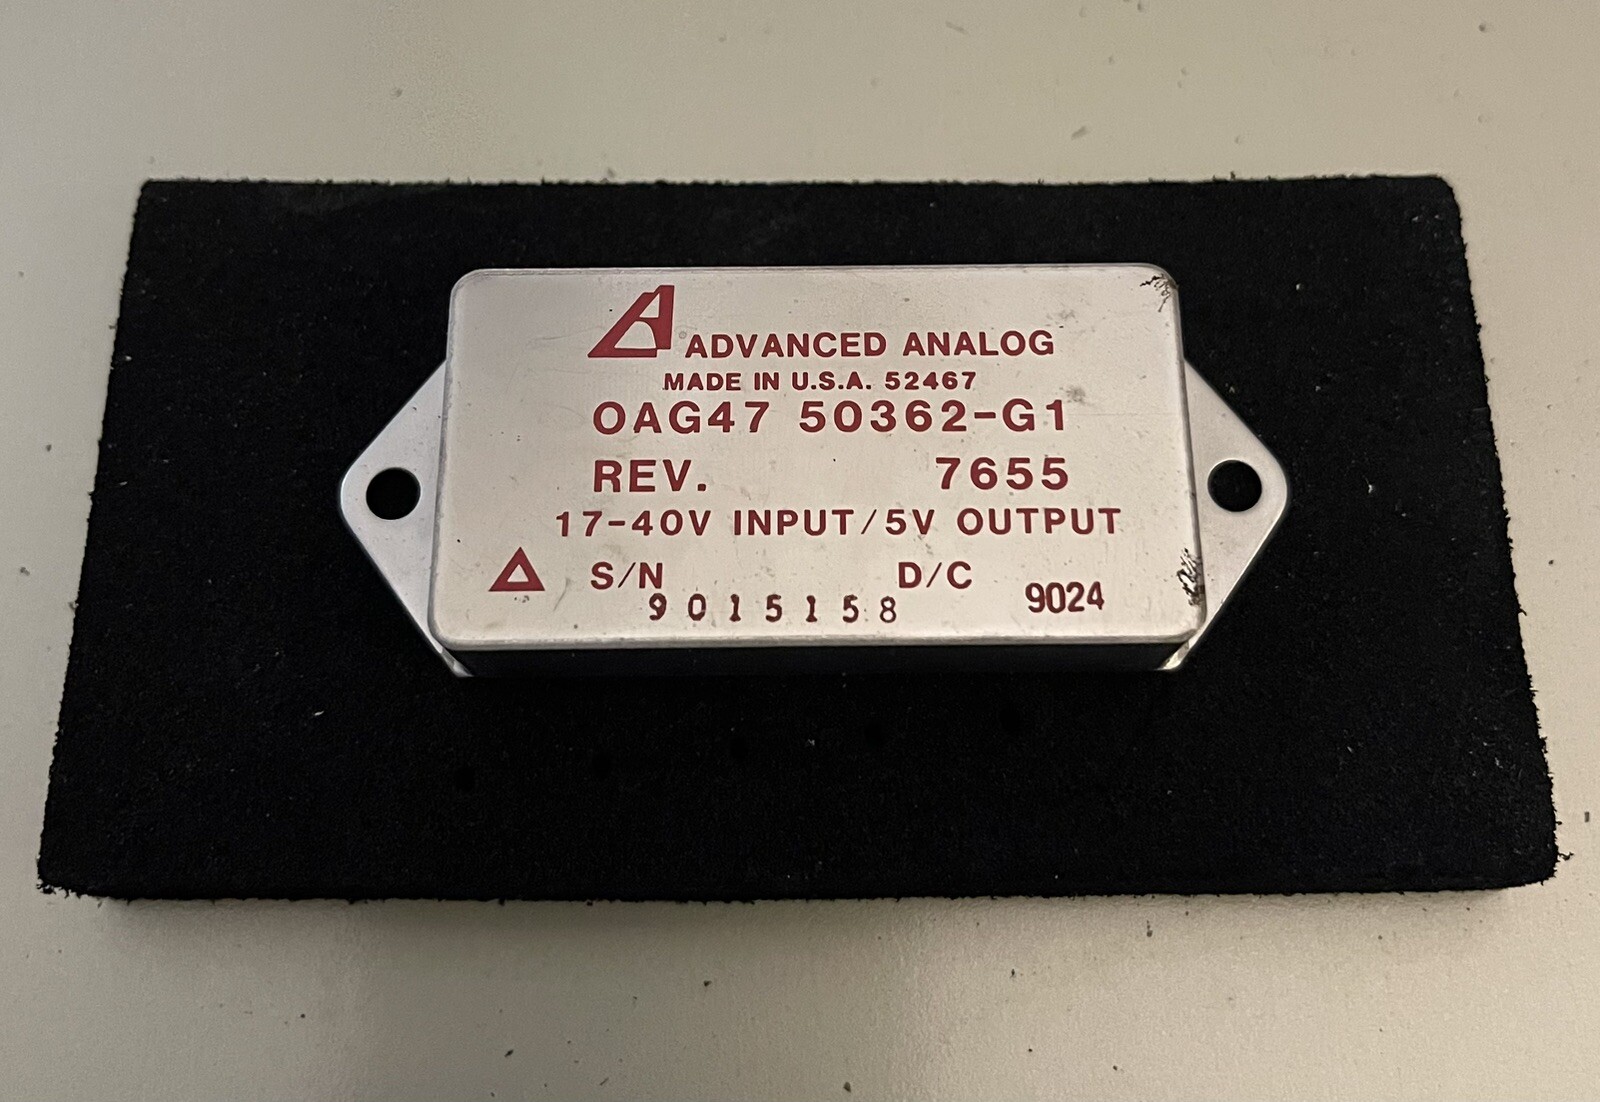 ADVANCED ANALOG
MADE IN U.S.A. 52467
OAG47 50362-G1
REV. 7655
17-40V INPUT/5V OUTPUT
S/N D/C
9015158 9024